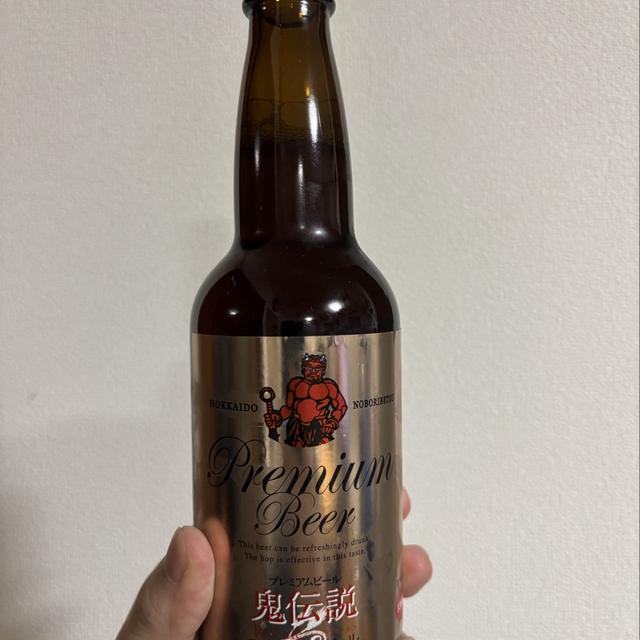 HOKKAIDO NOBORIBETSU
Premium
Beer
This beer can be refreshingly drunk.
The hop is effective in this taste.
プレミアムビール
鬼伝説